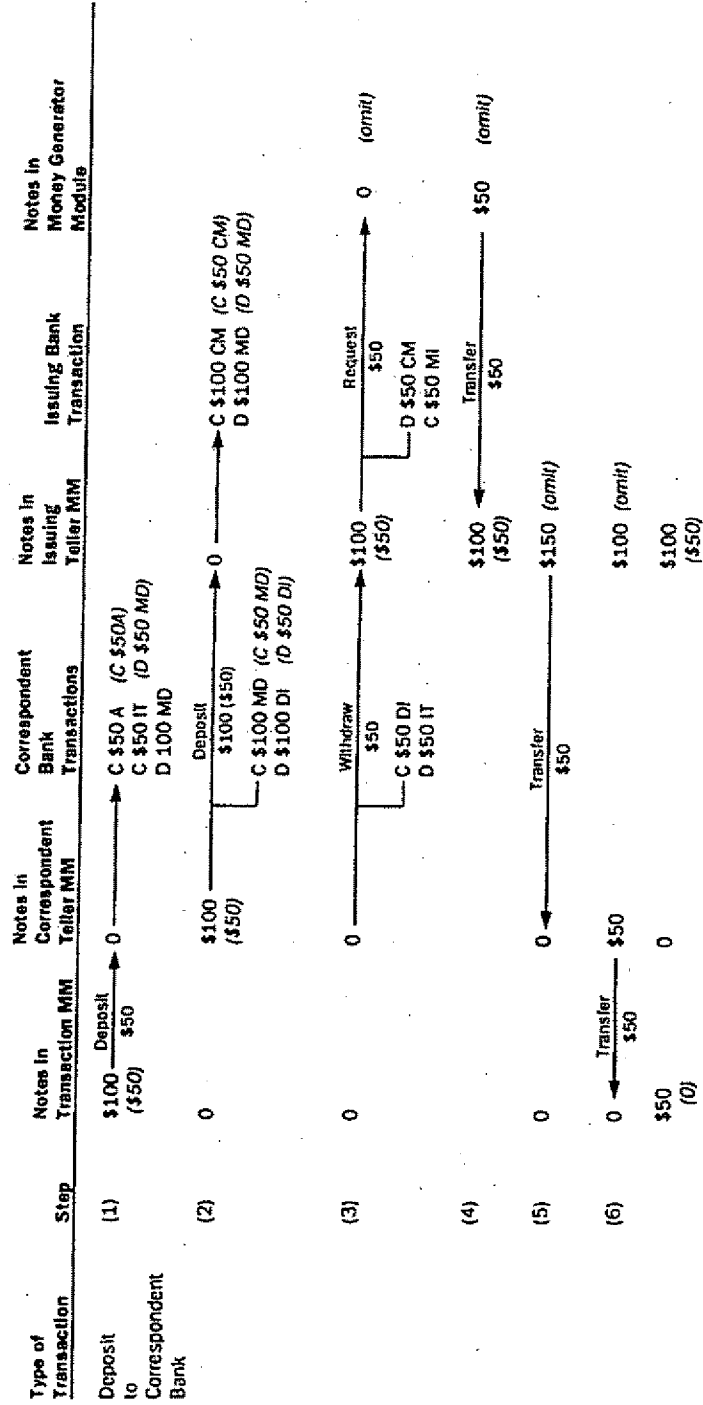 Type of Transaction
Step
Notes in Transaction MM
Notes in Correspondent Teller MM
Correspondent Bank Transactions
Notes in Issuing Teller MM
Issuing Bank Transaction
Notes in Money Generator Module
Deposit to Correspondent Bank
(1)
$100
($50)
Deposit
$50
0
C $50 A (C $50A)
C $50 IT (D $50 MD)
D 100 MD
(2)
0
$100
($50)
Deposit
$100 ($50)
C $100 MD (C $50 MD)
D $100 DI (D $50 DI)
0
C $100 CM (C $50 CM)
D $100 MD (D $50 MD)
(3)
0
0
Withdraw
$50
C $50 DI
D $50 IT
$100
($50)
Request
$50
D $50 CM
C $50 MI
0 (omit)
(4)
$100
($50)
Transfer
$50
$50 (omit)
(5)
0
0
Transfer
$50
$150 (omit)
(6)
0
Transfer
$50
$50
$100 (omit)
$50
(0)
0
$100
($50)